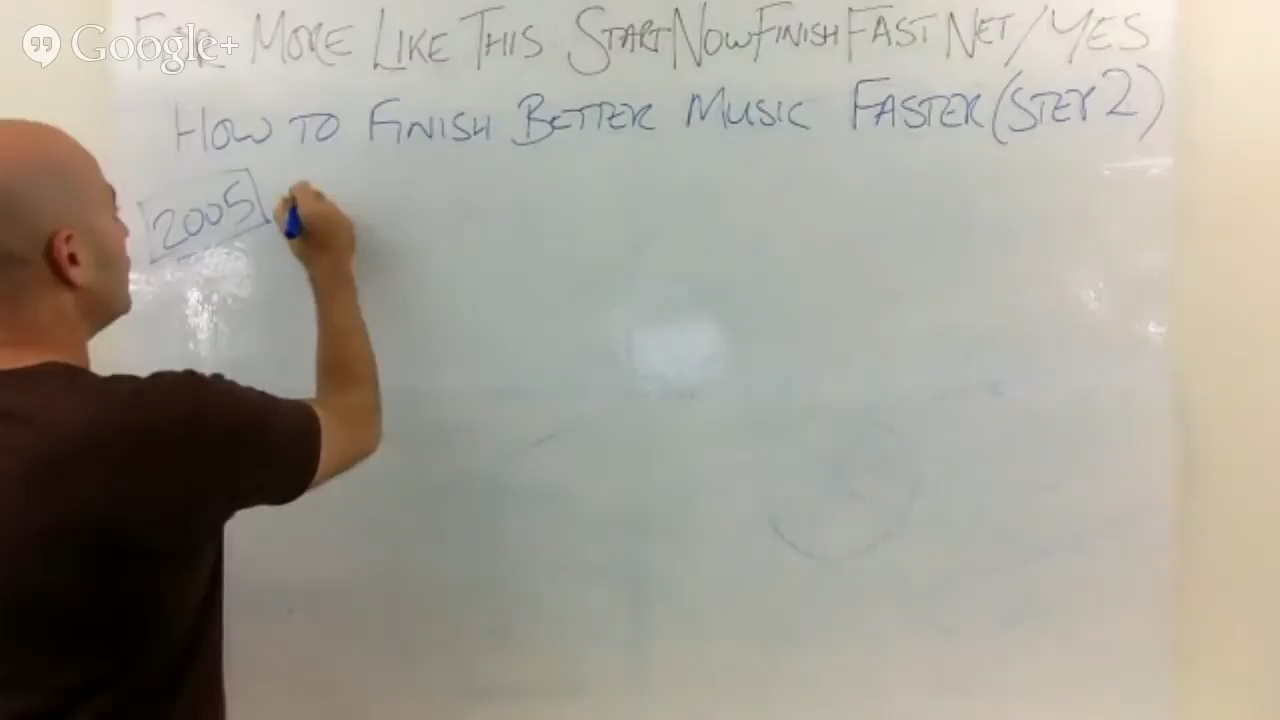 Google+
FOR MORE LIKE THIS STARTNOWFINISHFAST NET/YES
HOW TO FINISH BETTER MUSIC FASTER (STEP 2)
2005